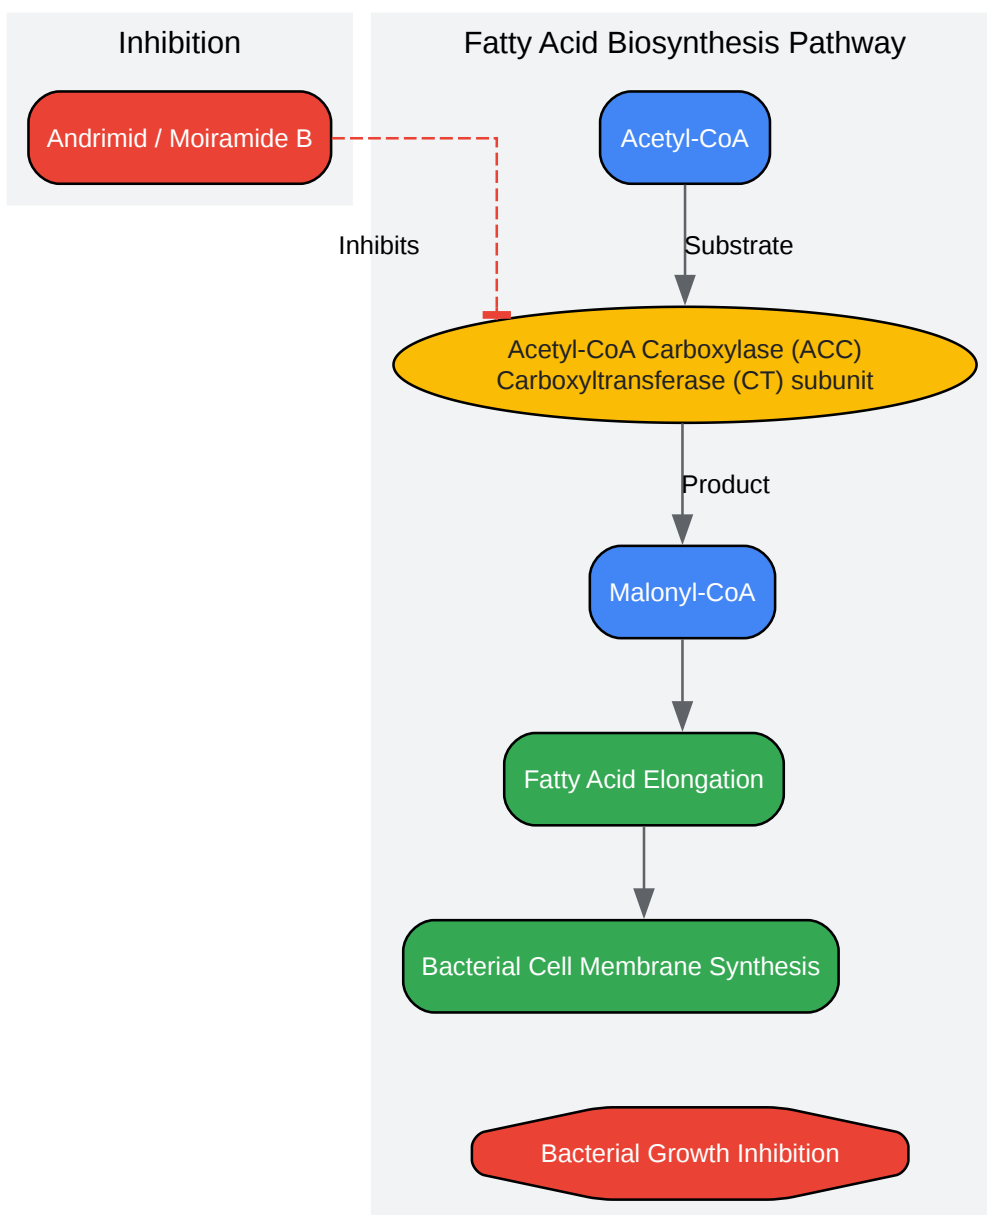 Inhibition
Andrimid / Moiramide B
Inhibits
Fatty Acid Biosynthesis Pathway
Acetyl-CoA
Substrate
Acetyl-CoA Carboxylase (ACC)
Carboxyltransferase (CT) subunit
Product
Malonyl-CoA
Fatty Acid Elongation
Bacterial Cell Membrane Synthesis
Bacterial Growth Inhibition